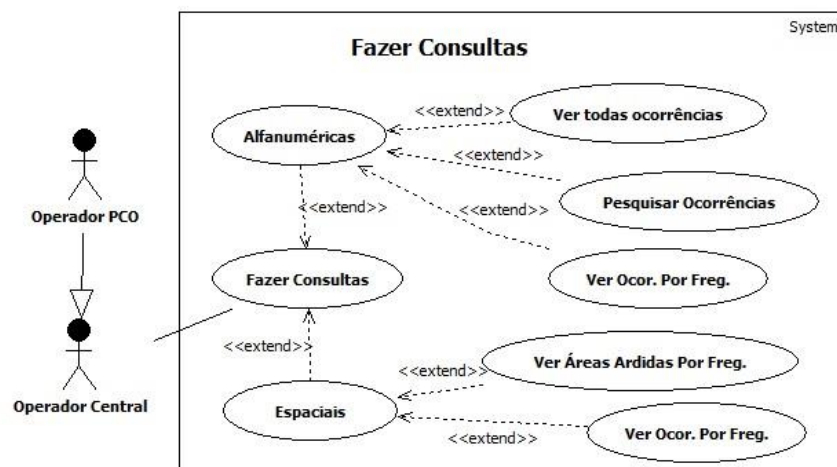 System
Fazer Consultas
<<extend>>
Ver todas ocorrências
Alfanuméricas
<<extend>>
Pesquisar Ocorrências
<<extend>>
<<extend>>
Operador PCO
Fazer Consultas
Ver Ocor. Por Freg.
<<extend>>
Ver Áreas Ardidas Por Freg.
<<extend>>
Operador Central
Espaciais
<<extend>>
Ver Ocor. Por Freg.